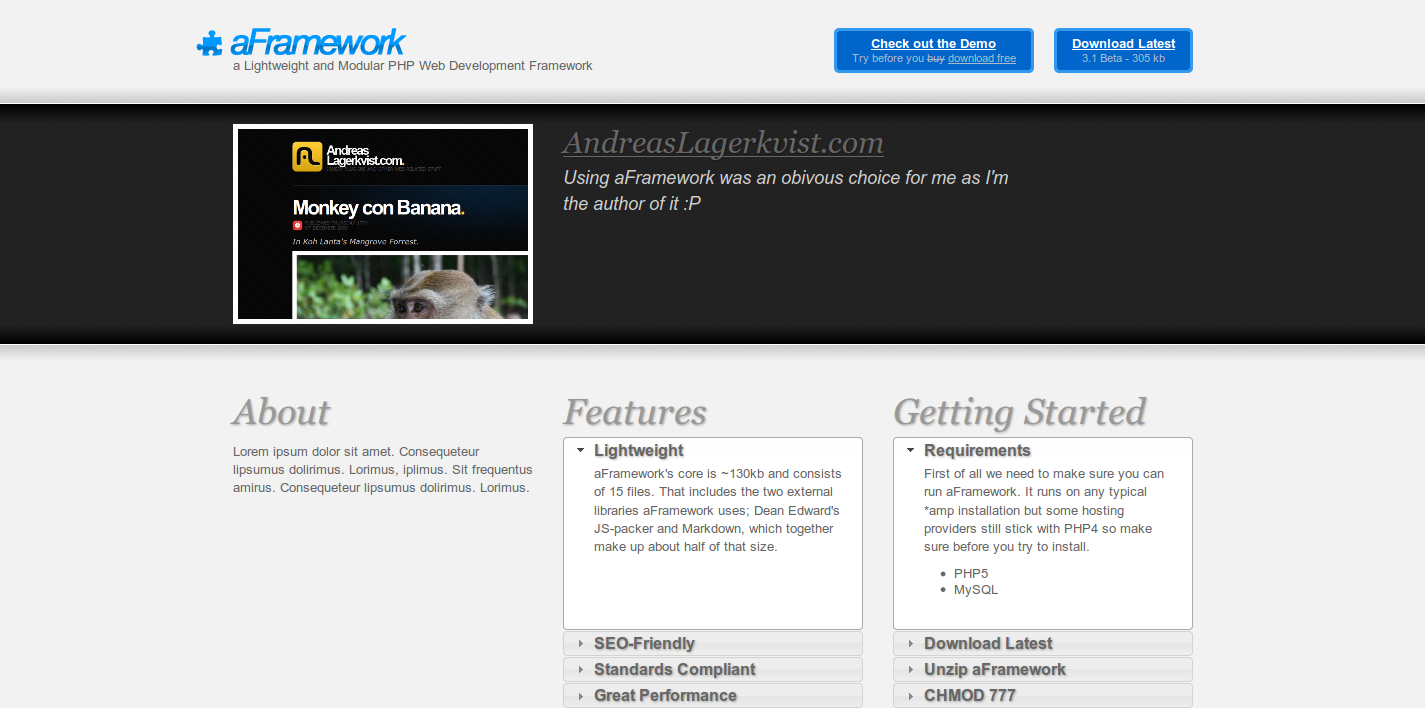 aFramework
a Lightweight and Modular PHP Web Development Framework
Check out the Demo
Try before you buy download free
Download Latest
3.1 Beta - 305 kb
Andreas
Lagerkvist.com.
Monkey con Banana.
In Koh Lanta's Mangrove Forrest.
AndreasLagerkvist.com
Using aFramework was an obivous choice for me as I'm
the author of it :P
About
Lorem ipsum dolor sit amet. Consequeteur
lipsumus dolirimus. Lorimus, iplimus. Sit frequentus
amirus. Consequeteur lipsumus dolirimus. Lorimus.
Features
Lightweight
aFramework's core is ~130kb and consists
of 15 files. That includes the two external
libraries aFramework uses; Dean Edward's
JS-packer and Markdown, which together
make up about half of that size.
SEO-Friendly
Standards Compliant
Great Performance
Getting Started
Requirements
First of all we need to make sure you can
run aFramework. It runs on any typical
*amp installation but some hosting
providers still stick with PHP4 so make
sure before you try to install.
• PHP5
• MySQL
Download Latest
Unzip aFramework
CHMOD 777